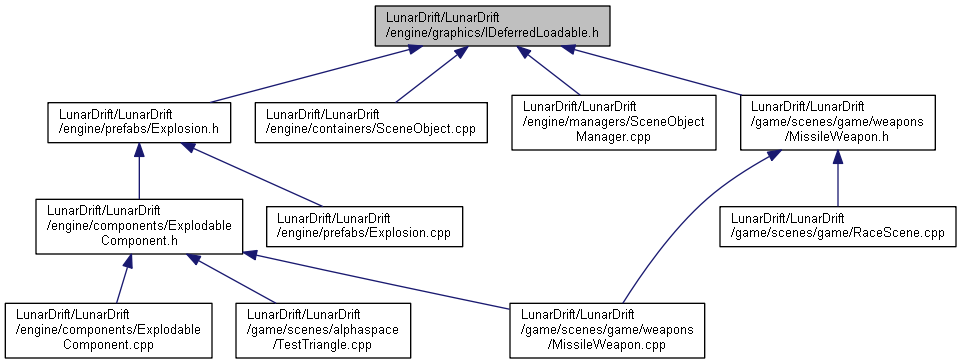 LunarDrift/LunarDrift
/engine/graphics/IDeferredLoadable.h
LunarDrift/LunarDrift
/engine/prefabs/Explosion.h
LunarDrift/LunarDrift
/engine/containers/SceneObject.cpp
LunarDrift/LunarDrift
/engine/managers/SceneObject
Manager.cpp
LunarDrift/LunarDrift
/game/scenes/game/weapons
/MissileWeapon.h
LunarDrift/LunarDrift
/engine/components/Explodable
Component.h
LunarDrift/LunarDrift
/engine/prefabs/Explosion.cpp
LunarDrift/LunarDrift
/game/scenes/game/RaceScene.cpp
LunarDrift/LunarDrift
/engine/components/Explodable
Component.cpp
LunarDrift/LunarDrift
/game/scenes/alphaspace
/TestTriangle.cpp
LunarDrift/LunarDrift
/game/scenes/game/weapons
/MissileWeapon.cpp